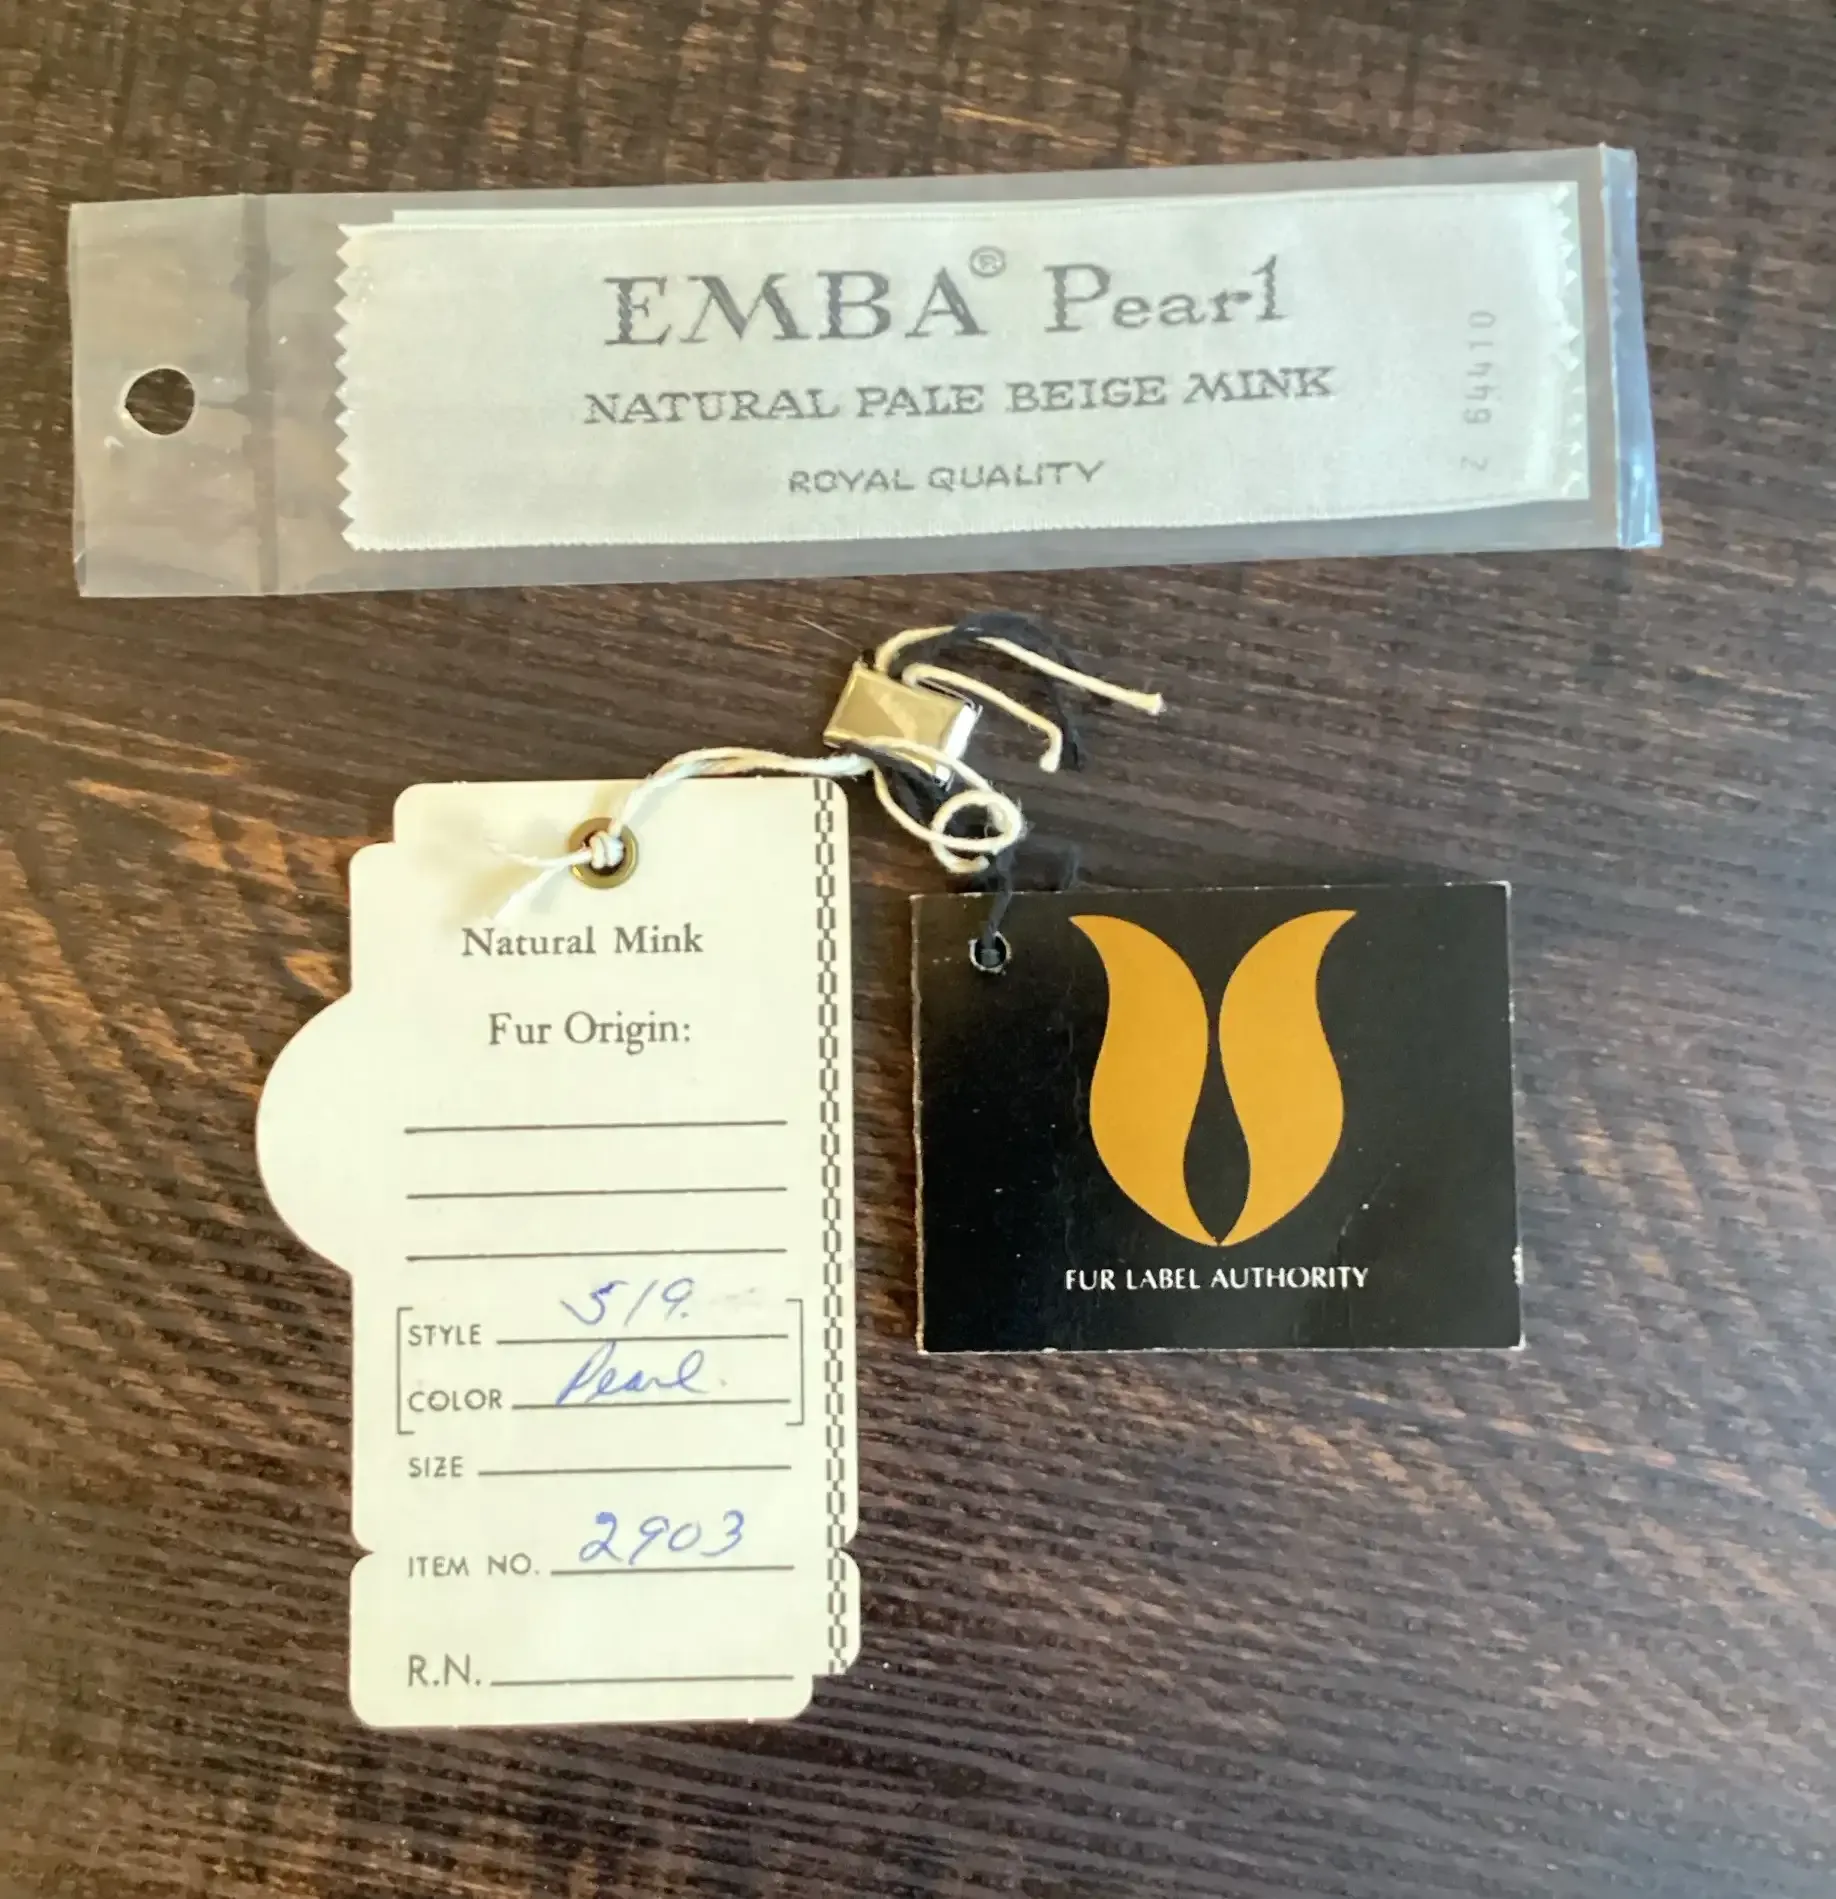 EMBA® Pearl
NATURAL PALE BEIGE MINK
ROYAL QUALITY
Z 64410
Natural Mink
Fur Origin:
STYLE 519.
COLOR Pearl.
SIZE
ITEM NO. 2903
R.N.
FUR LABEL AUTHORITY